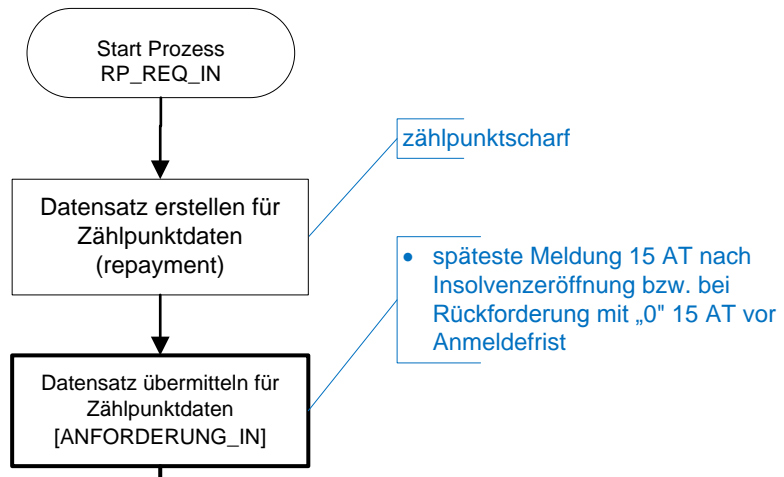 Start Prozess
RP_REQ_IN
zählpunktscharf
Datensatz erstellen für
Zählpunktdaten
(repayment)
• späteste Meldung 15 AT nach
Insolvenzeröffnung bzw. bei
Rückforderung mit „0" 15 AT vor
Anmeldefrist
Datensatz übermitteln für
Zählpunktdaten
[ANFORDERUNG_IN]